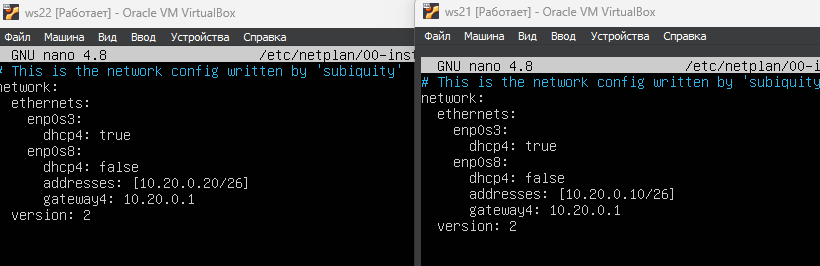 ws22 [Работает] - Oracle VM VirtualBox
Файл Машина Вид Ввод Устройства Справка
GNU nano 4.8 /etc/netplan/00-inst
# This is the network config written by 'subiquity'
network:
  ethernets:
    enp0s3:
      dhcp4: true
    enp0s8:
      dhcp4: false
      addresses: [10.20.0.20/26]
      gateway4: 10.20.0.1
  version: 2
ws21 [Работает] - Oracle VM VirtualBox
Файл Машина Вид Ввод Устройства Справка
GNU nano 4.8 /etc/netplan/00-i
# This is the network config written by 'subiquity
network:
  ethernets:
    enp0s3:
      dhcp4: true
    enp0s8:
      dhcp4: false
      addresses: [10.20.0.10/26]
      gateway4: 10.20.0.1
  version: 2